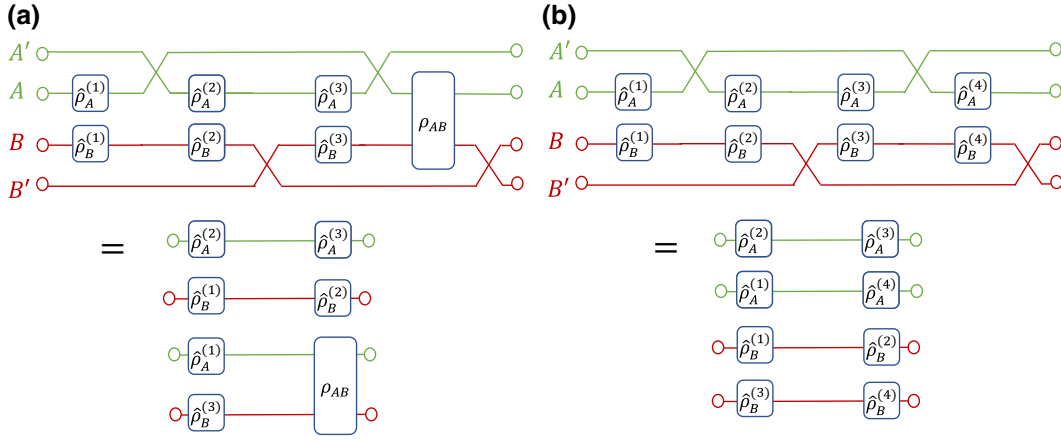 (a) (b)
A′ A′
A ρ̂_A^(1) ρ̂_A^(2) ρ̂_A^(3) A ρ̂_A^(1) ρ̂_A^(2) ρ̂_A^(3) ρ̂_A^(4)
ρ_AB
B ρ̂_B^(1) ρ̂_B^(2) ρ̂_B^(3) B ρ̂_B^(1) ρ̂_B^(2) ρ̂_B^(3) ρ̂_B^(4)
B′ B′
= ρ̂_A^(2) ρ̂_A^(3) = ρ̂_A^(2) ρ̂_A^(3)
ρ̂_B^(1) ρ̂_B^(2) ρ̂_A^(1) ρ̂_A^(4)
ρ̂_A^(1) ρ̂_B^(1) ρ̂_B^(2)
ρ_AB
ρ̂_B^(3) ρ̂_B^(3) ρ̂_B^(4)